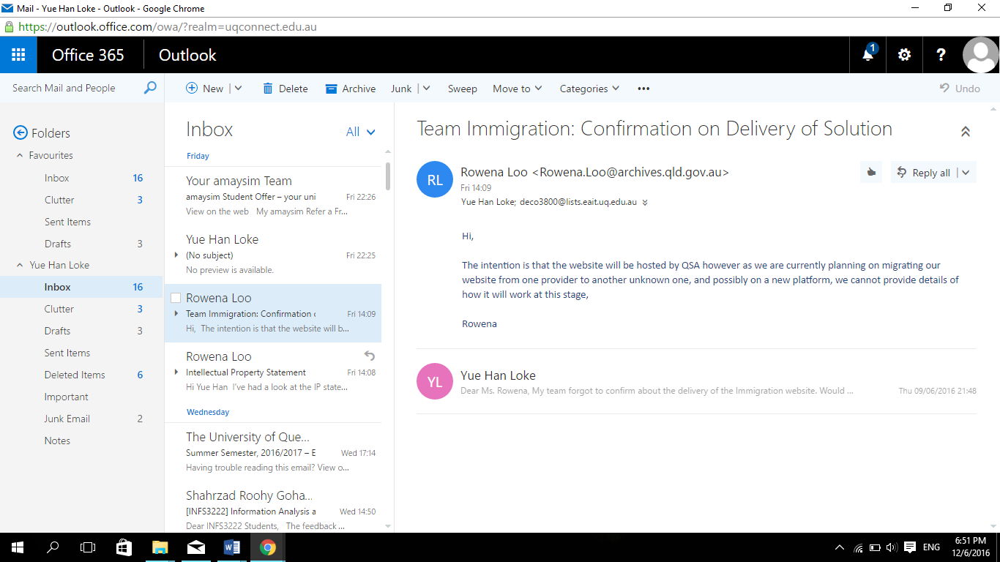 Mail - Yue Han Loke - Outlook - Google Chrome
https://outlook.office.com/owa/?realm=uqconnect.edu.au
Office 365 Outlook 1 ?
Search Mail and People
New Delete Archive Junk Sweep Move to Categories ••• Undo
Folders
Favourites
Inbox 16
Clutter 3
Sent Items
Drafts 3
Yue Han Loke
Inbox 16
Clutter 3
Drafts 3
Sent Items
Deleted Items 6
Important
Junk Email 2
Notes
Inbox All
Friday
Your amaysim Team
amaysim Student Offer – your uni Fri 22:26
View on the web My amaysim Refer a Fr...
Yue Han Loke
(No subject) Fri 22:25
No preview is available.
Rowena Loo
Team Immigration: Confirmation c Fri 14:09
Hi, The intention is that the website will b...
Rowena Loo
Intellectual Property Statement Fri 14:08
Hi Yue Han I've had a look at the IP state...
Wednesday
The University of Que...
Summer Semester, 2016/2017 – E Wed 17:14
Having trouble reading this email? View o...
Shahrzad Roohy Goha...
[INFS3222] Information Analysis a Wed 14:50
Dear INFS3222 Students, The feedback ...
Team Immigration: Confirmation on Delivery of Solution
RL
Rowena Loo <Rowena.Loo@archives.qld.gov.au>
Reply all
Fri 14:09
Yue Han Loke; deco3800@lists.eait.uq.edu.au
Hi,
The intention is that the website will be hosted by QSA however as we are currently planning on migrating our
website from one provider to another unknown one, and possibly on a new platform, we cannot provide details of
how it will work at this stage,
Rowena
YL
Yue Han Loke
Dear Ms. Rowena, My team forgot to confirm about the delivery of the Immigration website. Would ... Thu 09/06/2016 21:48
ENG
6:51 PM
12/6/2016